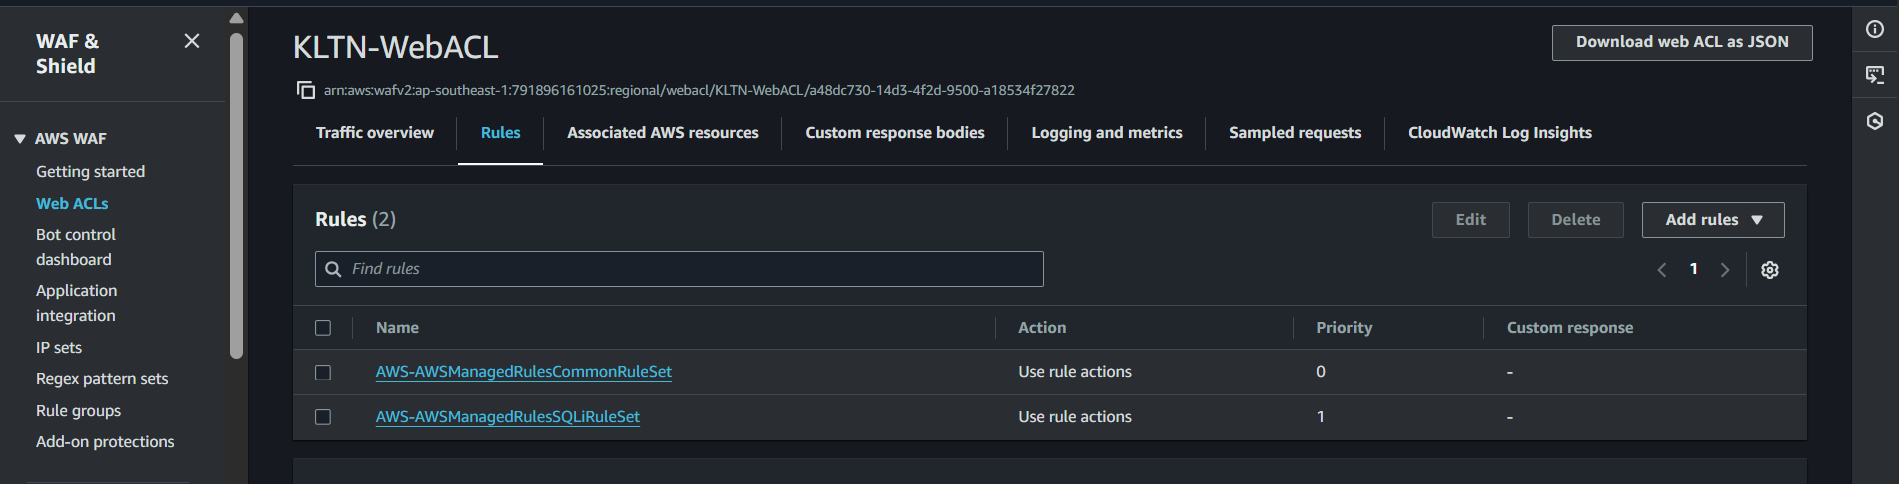 WAF &
Shield
AWS WAF
Getting started
Web ACLs
Bot control
dashboard
Application
integration
IP sets
Regex pattern sets
Rule groups
Add-on protections
KLTN-WebACL
Download web ACL as JSON
arn:aws:wafv2:ap-southeast-1:791896161025:regional/webacl/KLTN-WebACL/a48dc730-14d3-4f2d-9500-a18534f27822
Traffic overview Rules Associated AWS resources Custom response bodies Logging and metrics Sampled requests CloudWatch Log Insights
Rules (2)
Edit Delete Add rules
Find rules
1
Name Action Priority Custom response
AWS-AWSManagedRulesCommonRuleSet Use rule actions 0 -
AWS-AWSManagedRulesSQLiRuleSet Use rule actions 1 -